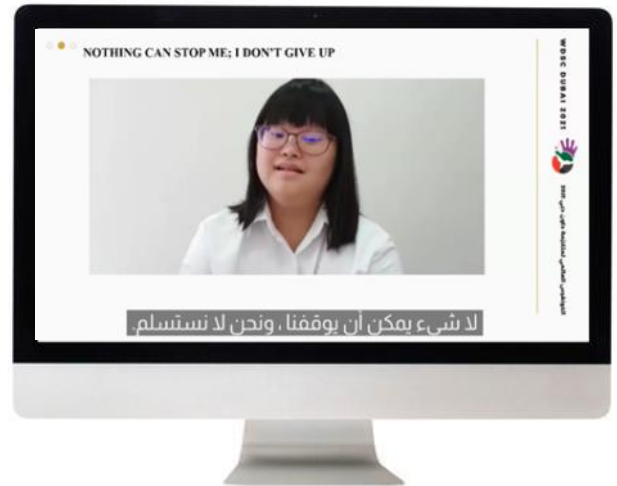 NOTHING CAN STOP ME; I DON'T GIVE UP
WDSC DUBAI 2021
لا شيء يمكن أن يوقفنا، ونحن لا نستسلم.